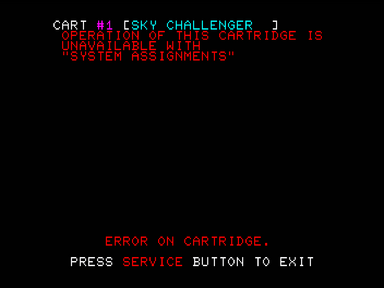 CART #1 [SKY CHALLENGER  ]
OPERATION OF THIS CARTRIDGE IS
UNAVAILABLE WITH
"SYSTEM ASSIGNMENTS"
ERROR ON CARTRIDGE.
PRESS SERVICE BUTTON TO EXIT